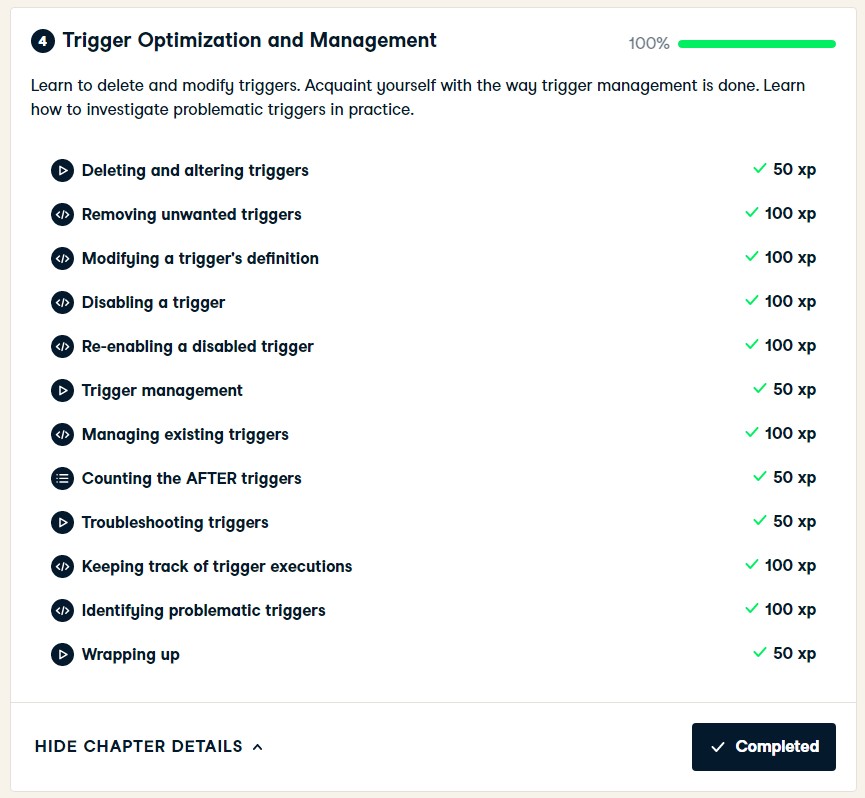 4 Trigger Optimization and Management 100%
Learn to delete and modify triggers. Acquaint yourself with the way trigger management is done. Learn
how to investigate problematic triggers in practice.
Deleting and altering triggers 50 xp
Removing unwanted triggers 100 xp
Modifying a trigger's definition 100 xp
Disabling a trigger 100 xp
Re-enabling a disabled trigger 100 xp
Trigger management 50 xp
Managing existing triggers 100 xp
Counting the AFTER triggers 50 xp
Troubleshooting triggers 50 xp
Keeping track of trigger executions 100 xp
Identifying problematic triggers 100 xp
Wrapping up 50 xp
HIDE CHAPTER DETAILS Completed